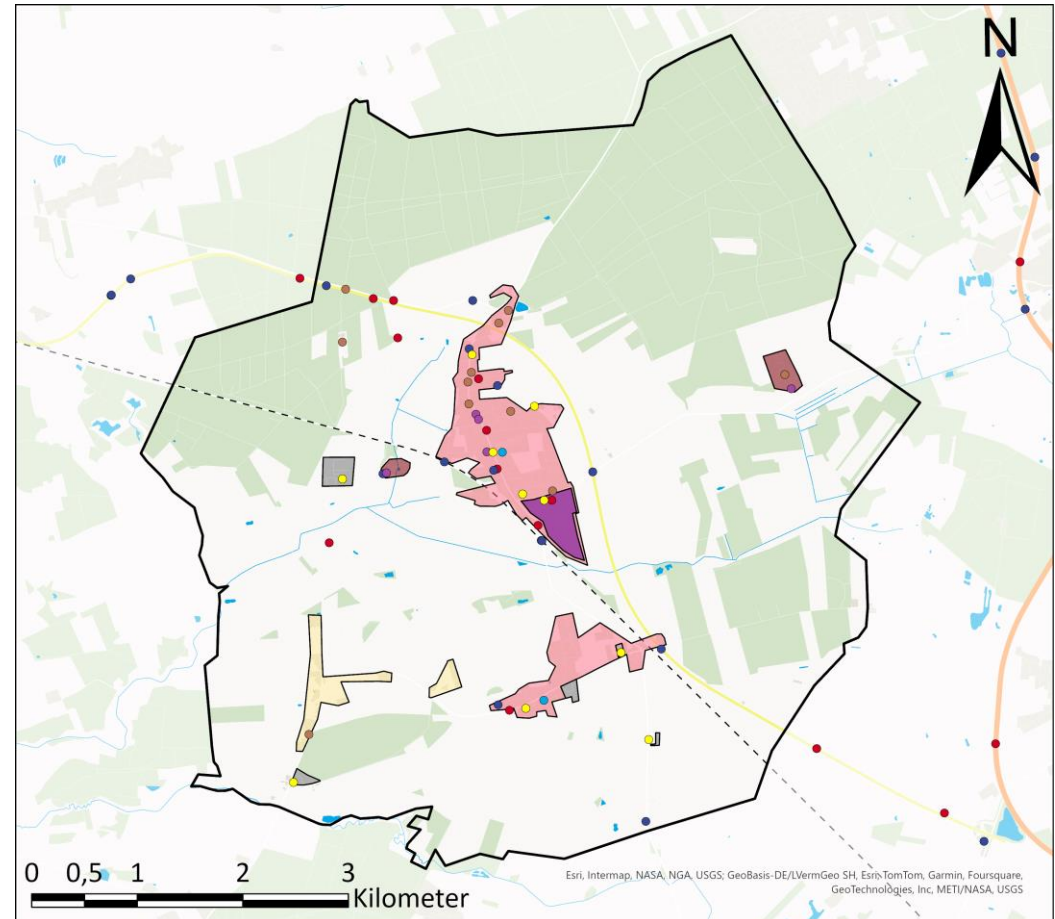 N
0 0,5 1 2 3
Kilometer
Esri, Intermap, NASA, NGA, USGS; GeoBasis-DE/LVermGeo SH, Esri, TomTom, Garmin, Foursquare,
GeoTechnologies, Inc, METI/NASA, USGS